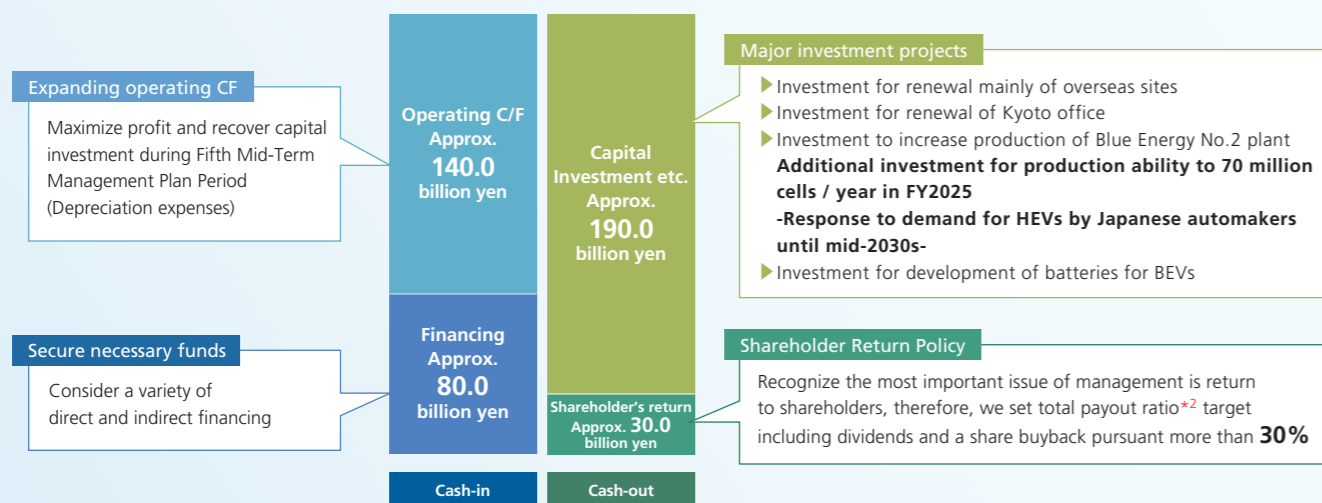 Expanding operating CF
Maximize profit and recover capital
investment during Fifth Mid-Term
Management Plan Period
(Depreciation expenses)
Secure necessary funds
Consider a variety of
direct and indirect financing
Operating C/F
Approx.
140.0
billion yen
Financing
Approx.
80.0
billion yen
Cash-in
Capital
Investment etc.
Approx.
190.0
billion yen
Shareholder's return
Approx. 30.0
billion yen
Cash-out
Major investment projects
▶Investment for renewal mainly of overseas sites
▶Investment for renewal of Kyoto office
▶Investment to increase production of Blue Energy No.2 plant
Additional investment for production ability to 70 million
cells / year in FY2025
-Response to demand for HEVs by Japanese automakers
until mid-2030s-
▶Investment for development of batteries for BEVs
Shareholder Return Policy
Recognize the most important issue of management is return
to shareholders, therefore, we set total payout ratio*2 target
including dividends and a share buyback pursuant more than 30%